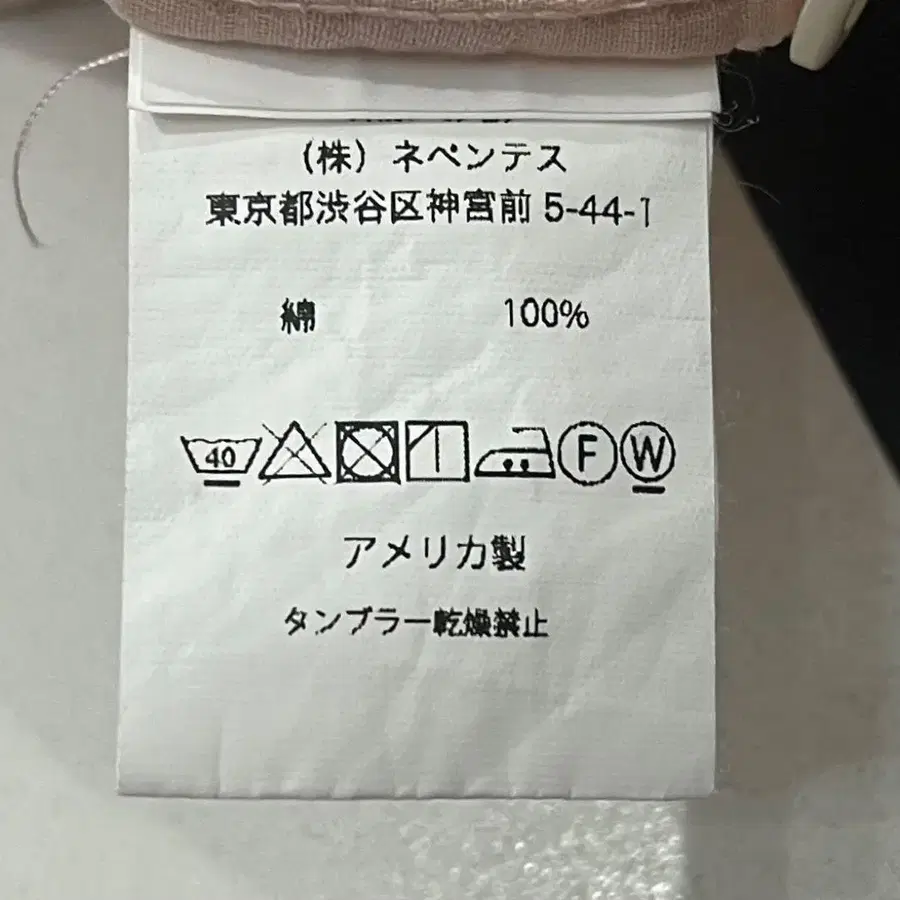 (株) ネペンテス
東京都渋谷区神宮前 5-44-1
綿 100%
40 F W
アメリカ製
タンブラー乾燥禁止